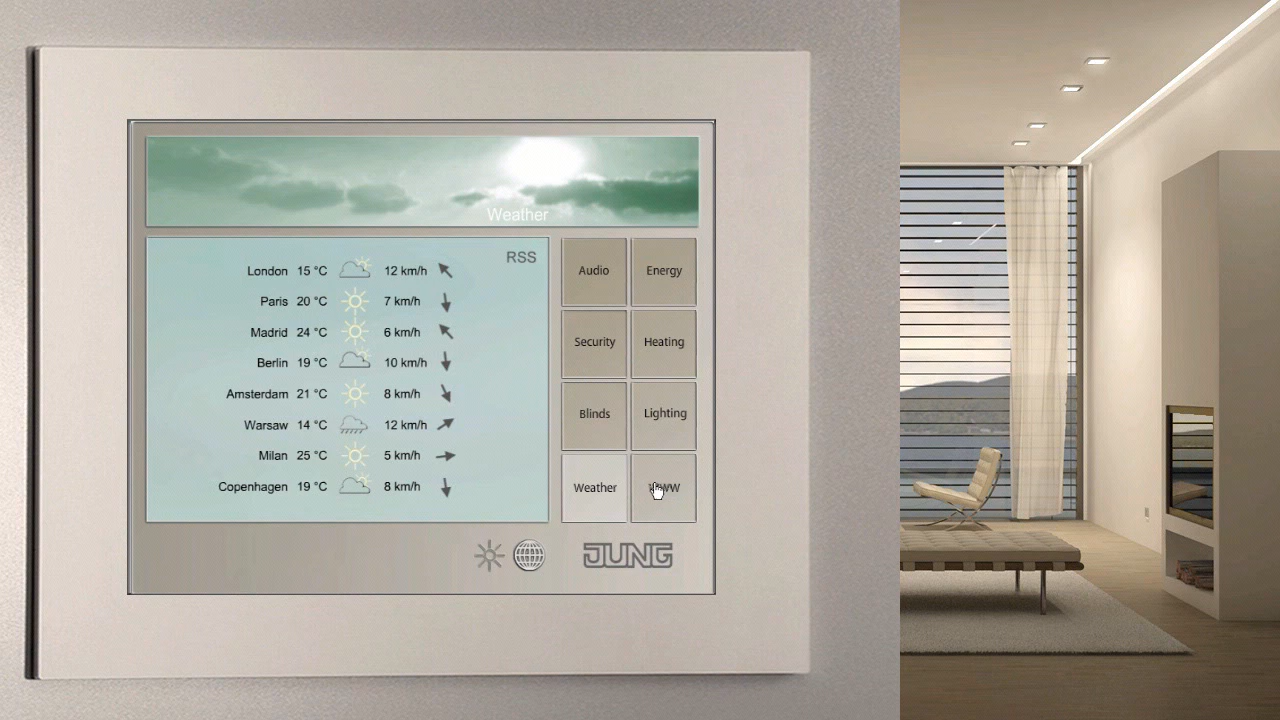 Weather
RSS
London 15 °C 12 km/h
Paris 20 °C 7 km/h
Madrid 24 °C 6 km/h
Berlin 19 °C 10 km/h
Amsterdam 21 °C 8 km/h
Warsaw 14 °C 12 km/h
Milan 25 °C 5 km/h
Copenhagen 19 °C 8 km/h
Audio Energy
Security Heating
Blinds Lighting
Weather WWW
JUNG